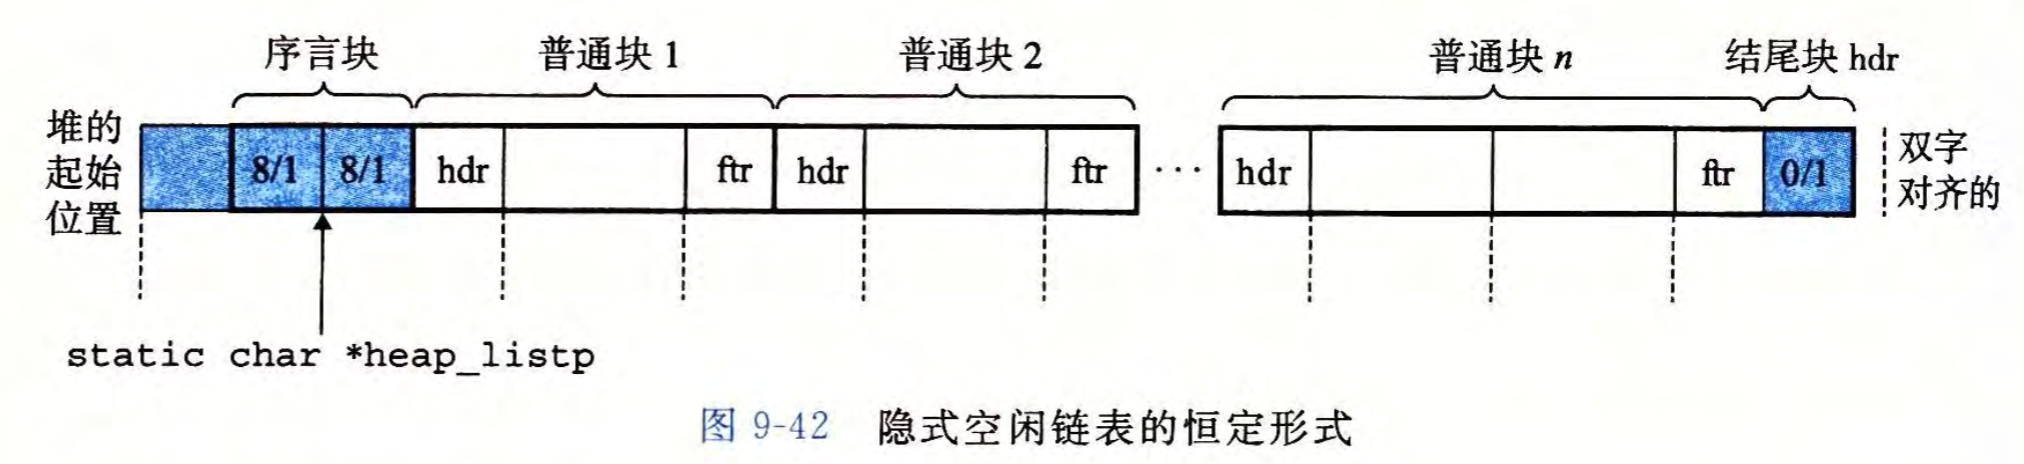 序言块 普通块 1 普通块 2 普通块 n 结尾块 hdr
堆的
起始
位置
8/1 8/1 hdr ftr hdr ftr ··· hdr ftr 0/1
双字
对齐的
static char *heap_listp
图 9-42 隐式空闲链表的恒定形式